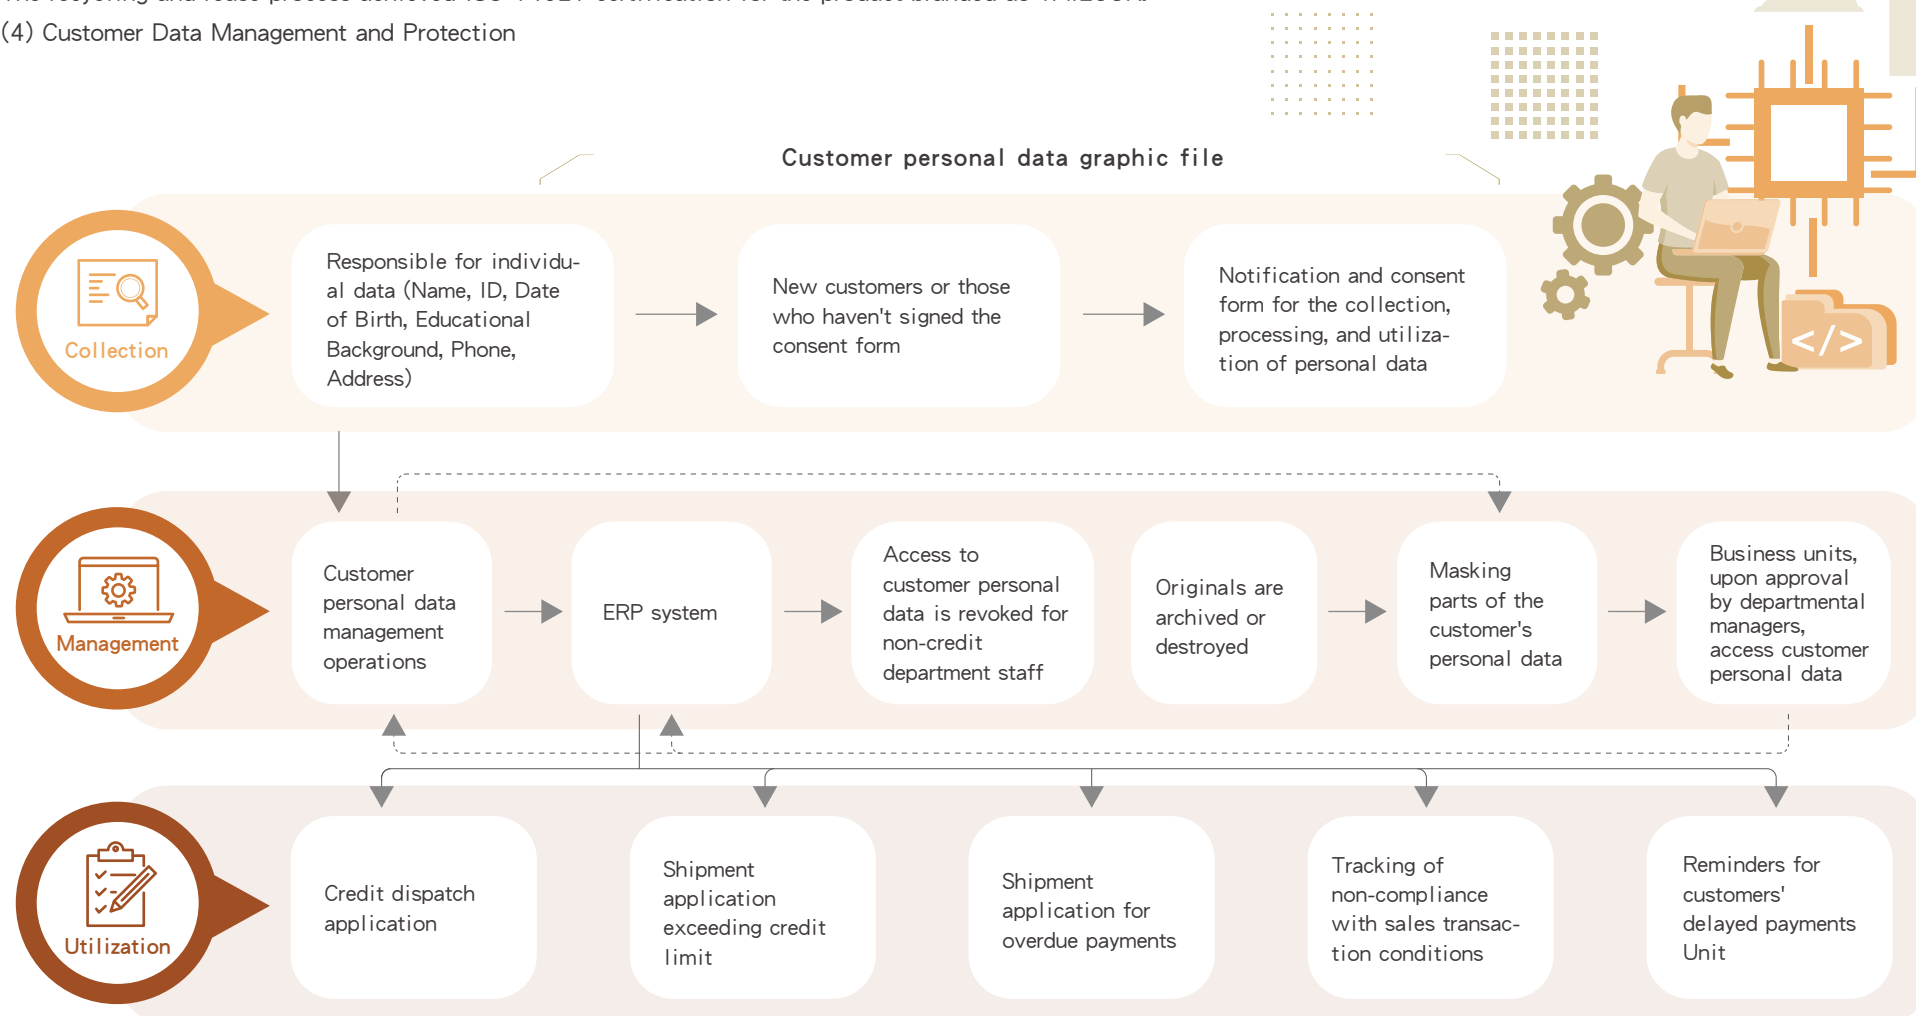 (4) Customer Data Management and Protection
Customer personal data graphic file
Collection
Responsible for individu-
al data (Name, ID, Date
of Birth, Educational
Background, Phone,
Address)
New customers or those
who haven't signed the
consent form
Notification and consent
form for the collection,
processing, and utiliza-
tion of personal data
</>
Management
Customer
personal data
management
operations
ERP system
Access to
customer personal
data is revoked for
non-credit
department staff
Originals are
archived or
destroyed
Masking
parts of the
customer's
personal data
Business units,
upon approval
by departmental
managers,
access customer
personal data
Utilization
Credit dispatch
application
Shipment
application
exceeding credit
limit
Shipment
application for
overdue payments
Tracking of
non-compliance
with sales transac-
tion conditions
Reminders for
customers'
delayed payments
Unit